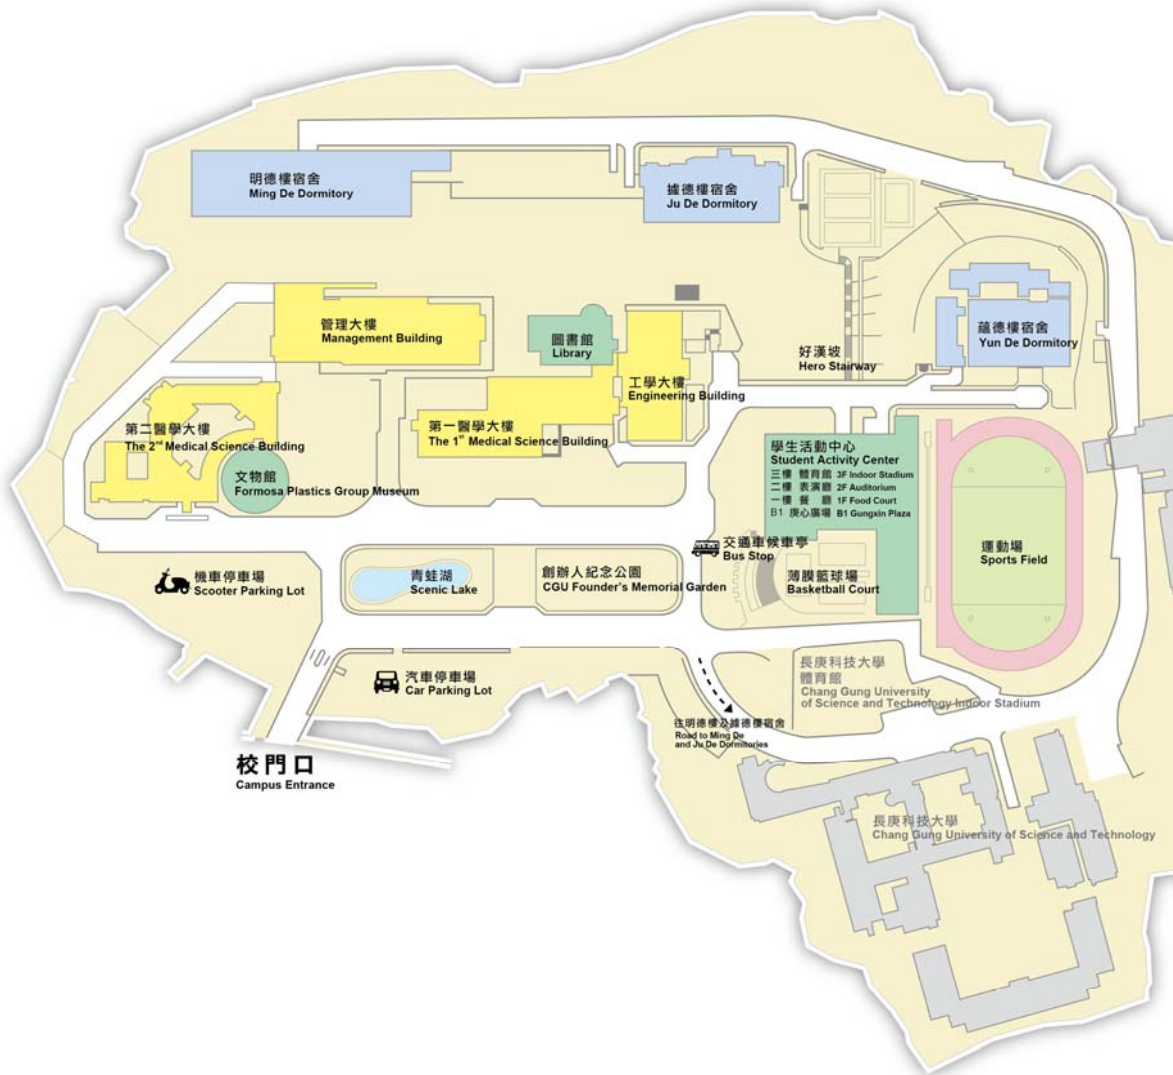 明德樓宿舍
Ming De Dormitory
據德樓宿舍
Ju De Dormitory
管理大樓
Management Building
圖書館
Library
工學大樓
Engineering Building
好漢坡
Hero Stairway
蘊德樓宿舍
Yun De Dormitory
第二醫學大樓
The 2nd Medical Science Building
第一醫學大樓
The 1st Medical Science Building
文物館
Formosa Plastics Group Museum
學生活動中心
Student Activity Center
三樓 體育館 3F Indoor Stadium
二樓 表演廳 2F Auditorium
一樓 餐 廳 1F Food Court
B1 庚心廣場 B1 Gungxin Plaza
運動場
Sports Field
交通車候車亭
Bus Stop
薄膜籃球場
Basketball Court
機車停車場
Scooter Parking Lot
青蛙湖
Scenic Lake
創辦人紀念公園
CGU Founder's Memorial Garden
汽車停車場
Car Parking Lot
長庚科技大學
體育館
Chang Gung University
of Science and Technology Indoor Stadium
往明德樓及據德樓宿舍
Road to Ming De
and Ju De Dormitories
校門口
Campus Entrance
長庚科技大學
Chang Gung University of Science and Technology